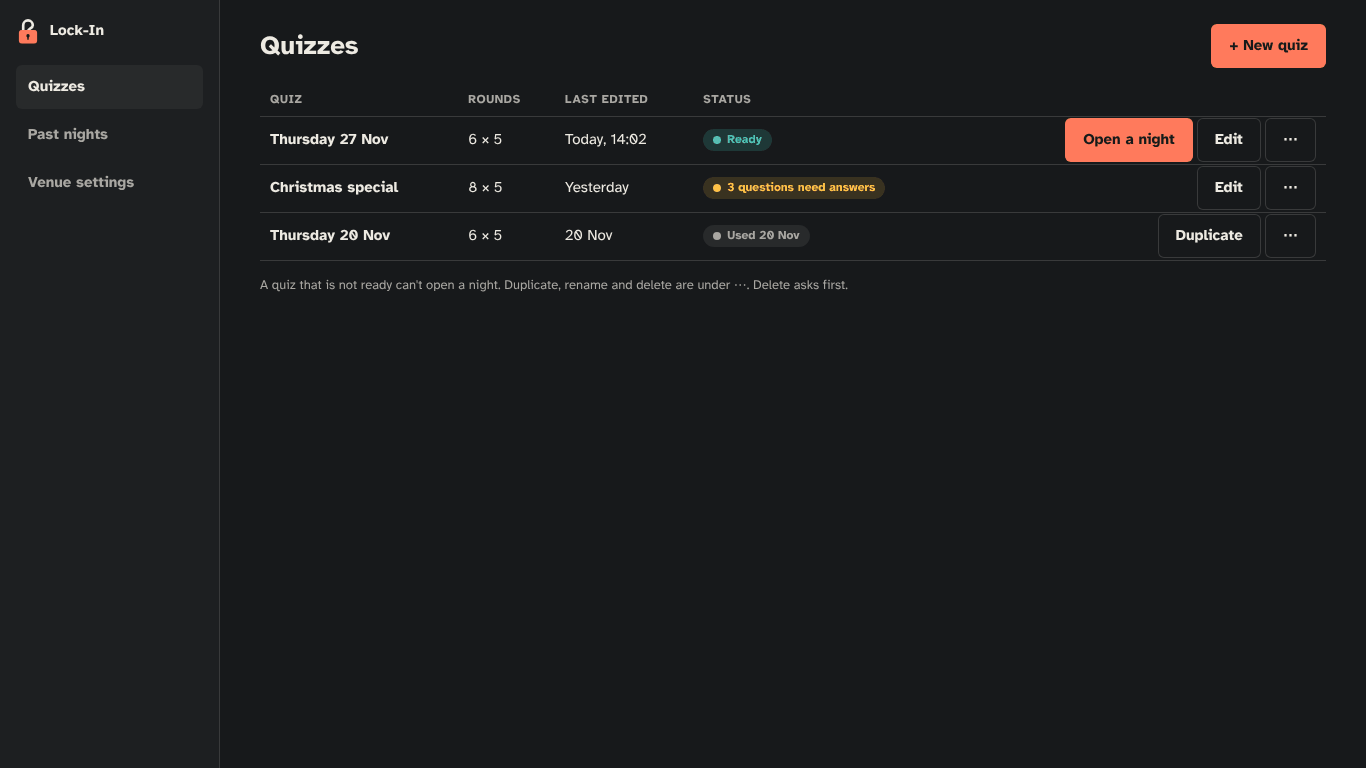 Lock-In
Quizzes
Past nights
Venue settings
Quizzes
+ New quiz
QUIZ ROUNDS LAST EDITED STATUS
Thursday 27 Nov 6 × 5 Today, 14:02 Ready Open a night Edit ···
Christmas special 8 × 5 Yesterday 3 questions need answers Edit ···
Thursday 20 Nov 6 × 5 20 Nov Used 20 Nov Duplicate ···
A quiz that is not ready can't open a night. Duplicate, rename and delete are under ···. Delete asks first.